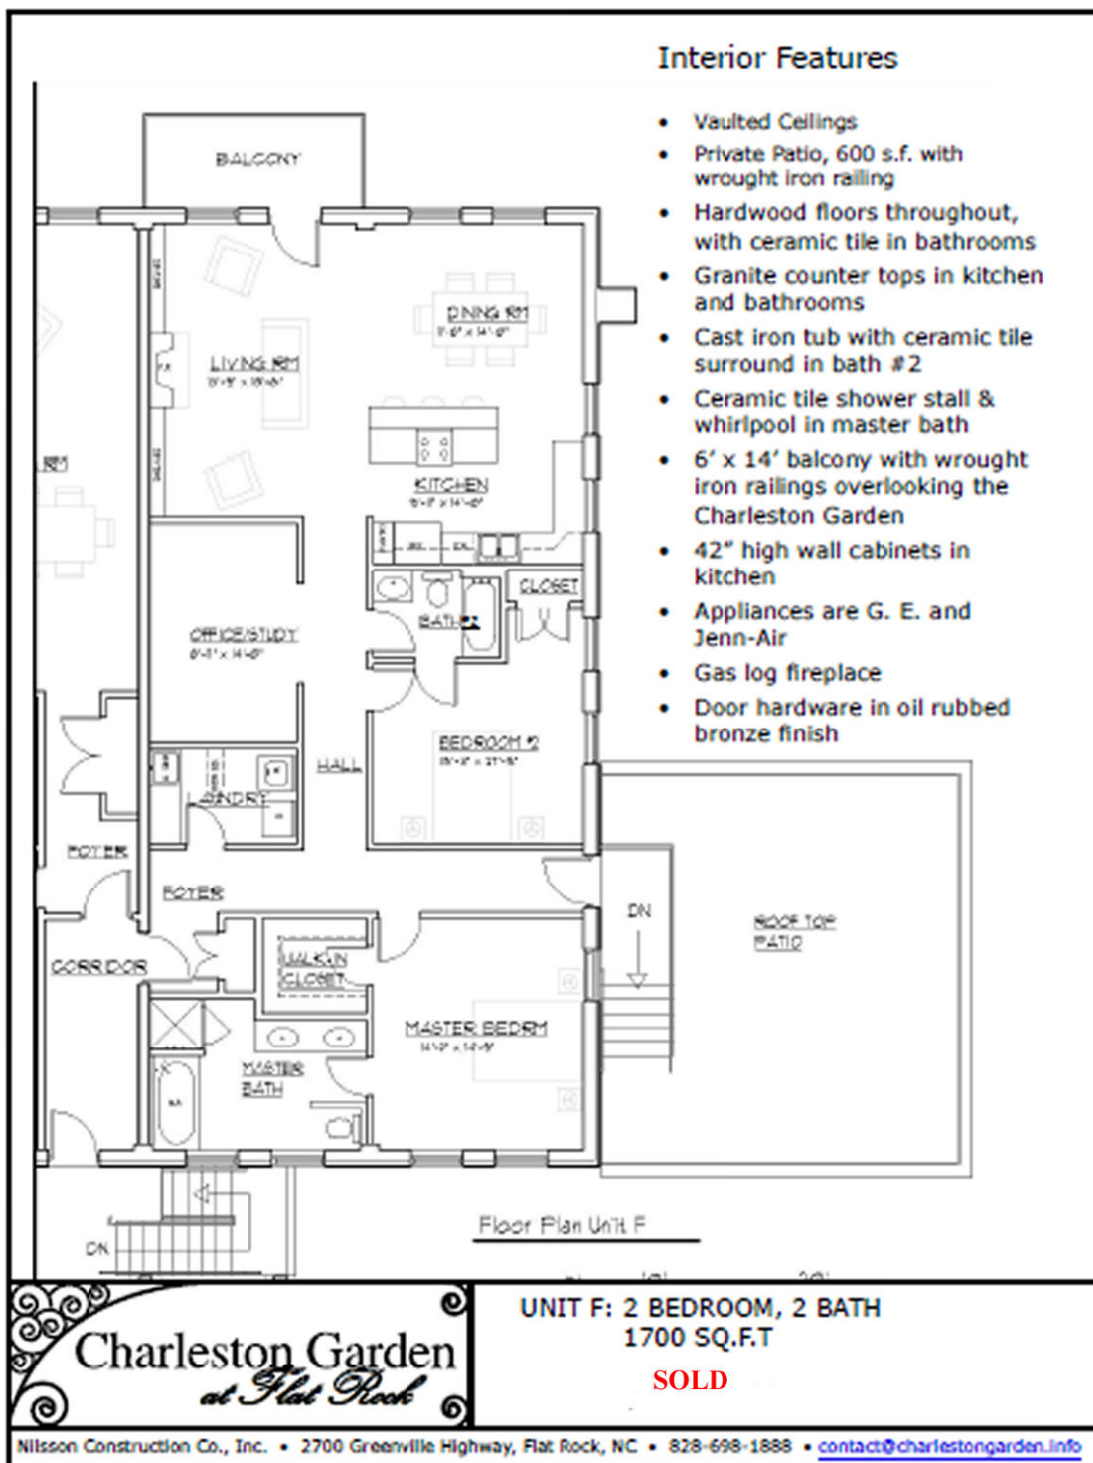 Interior Features
• Vaulted Ceilings
• Private Patio, 600 s.f. with
wrought iron railing
• Hardwood floors throughout,
with ceramic tile in bathrooms
• Granite counter tops in kitchen
and bathrooms
• Cast iron tub with ceramic tile
surround in bath #2
• Ceramic tile shower stall &
whirlpool in master bath
• 6' x 14' balcony with wrought
iron railings overlooking the
Charleston Garden
• 42" high wall cabinets in
kitchen
• Appliances are G. E. and
Jenn-Air
• Gas log fireplace
• Door hardware in oil rubbed
bronze finish
BALCONY
DINING RM
LIVING RM
RM
KITCHEN
CLOSET
BATH #2
OFFICE/STUDY
BEDROOM #2
HALL
LAUNDRY
FOYER
FOYER
DN
ROOF TOP
PATIO
CORRIDOR
WALK-IN
CLOSET
MASTER BEDRM
MASTER
BATH
Floor Plan Unit F
DN
Charleston Garden
at Flat Rock
UNIT F: 2 BEDROOM, 2 BATH
1700 SQ.F.T
SOLD
Nilsson Construction Co., Inc. • 2700 Greenville Highway, Flat Rock, NC • 828-698-1888 • contact@charlestongarden.info